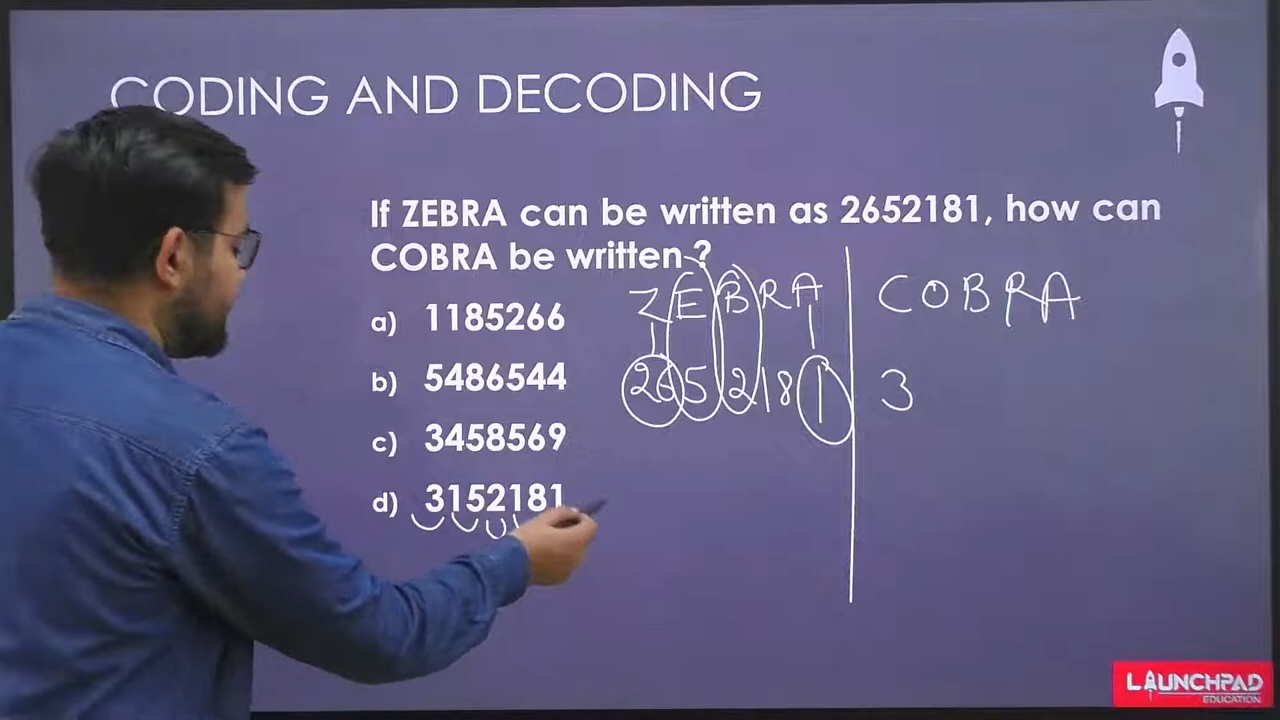 CODING AND DECODING
If ZEBRA can be written as 2652181, how can
COBRA be written ?
a) 1185266
b) 5486544
c) 3458569
d) 3152181
ZEBRA
2652181
COBRA
3
LAUNCHPAD
EDUCATION